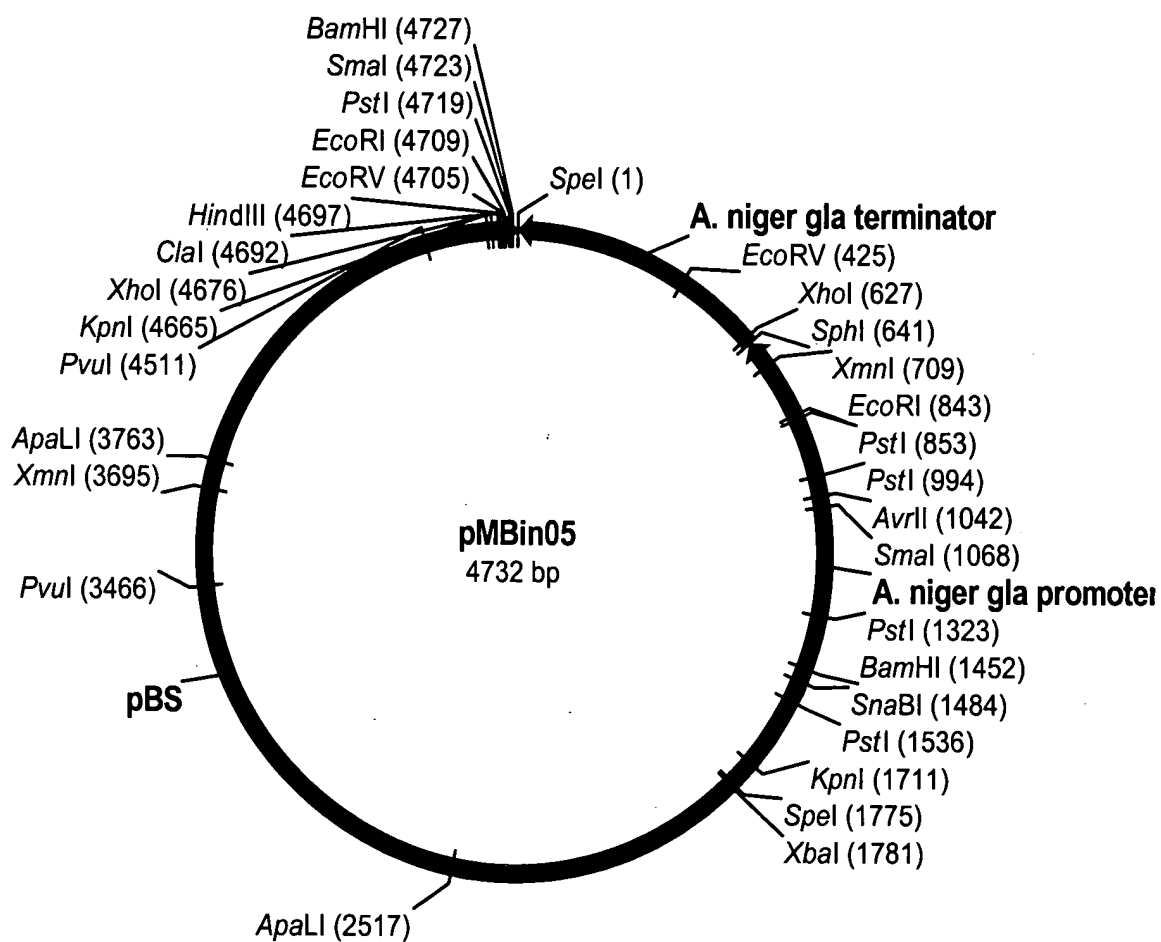 BamHI (4727)
SmaI (4723)
PstI (4719)
EcoRI (4709)
EcoRV (4705)
HindIII (4697)
ClaI (4692)
XhoI (4676)
KpnI (4665)
PvuI (4511)
ApaLI (3763)
XmnI (3695)
PvuI (3466)
pBS
ApaLI (2517)
SpeI (1)
A. niger gla terminator
EcoRV (425)
XhoI (627)
SphI (641)
XmnI (709)
EcoRI (843)
PstI (853)
PstI (994)
AvrII (1042)
SmaI (1068)
A. niger gla promoter
PstI (1323)
BamHI (1452)
SnaBI (1484)
PstI (1536)
KpnI (1711)
SpeI (1775)
XbaI (1781)
pMBin05
4732 bp